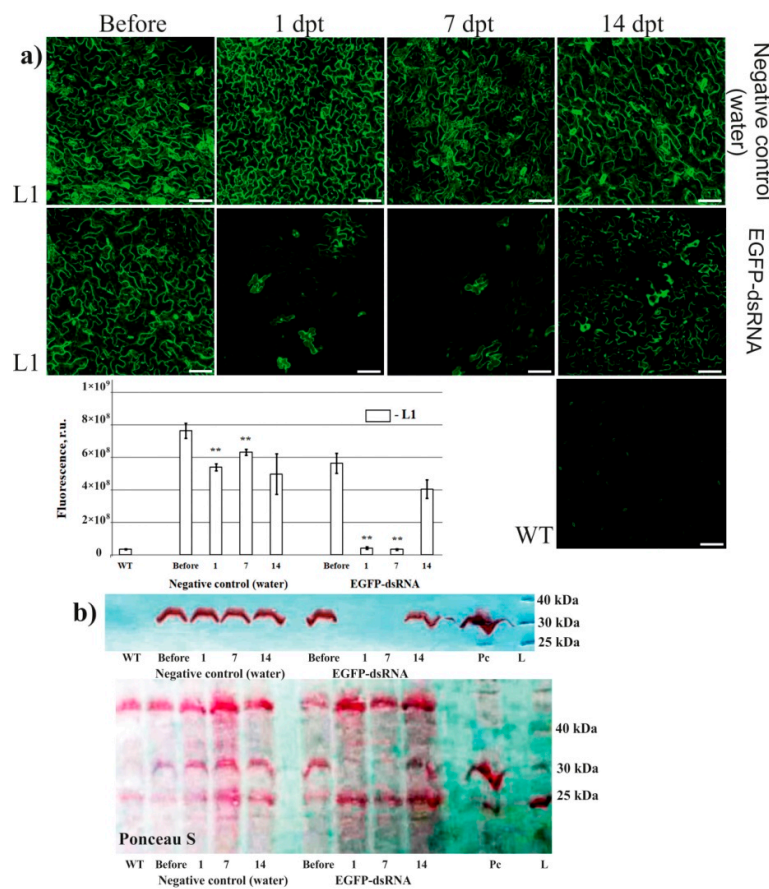 Before 1 dpt 7 dpt 14 dpt
a)
Negative control
(water)
L1
EGFP-dsRNA
L1
1×10⁹
8×10⁸
6×10⁸
4×10⁸
2×10⁸
0
Fluorescence, r.u.
- L1
** ** ** **
WT Before 1 7 14 Before 1 7 14
Negative control (water) EGFP-dsRNA
WT
b)
40 kDa
30 kDa
25 kDa
WT Before 1 7 14 Before 1 7 14 Pc L
Negative control (water) EGFP-dsRNA
40 kDa
30 kDa
25 kDa
Ponceau S
WT Before 1 7 14 Before 1 7 14 Pc L
Negative control (water) EGFP-dsRNA